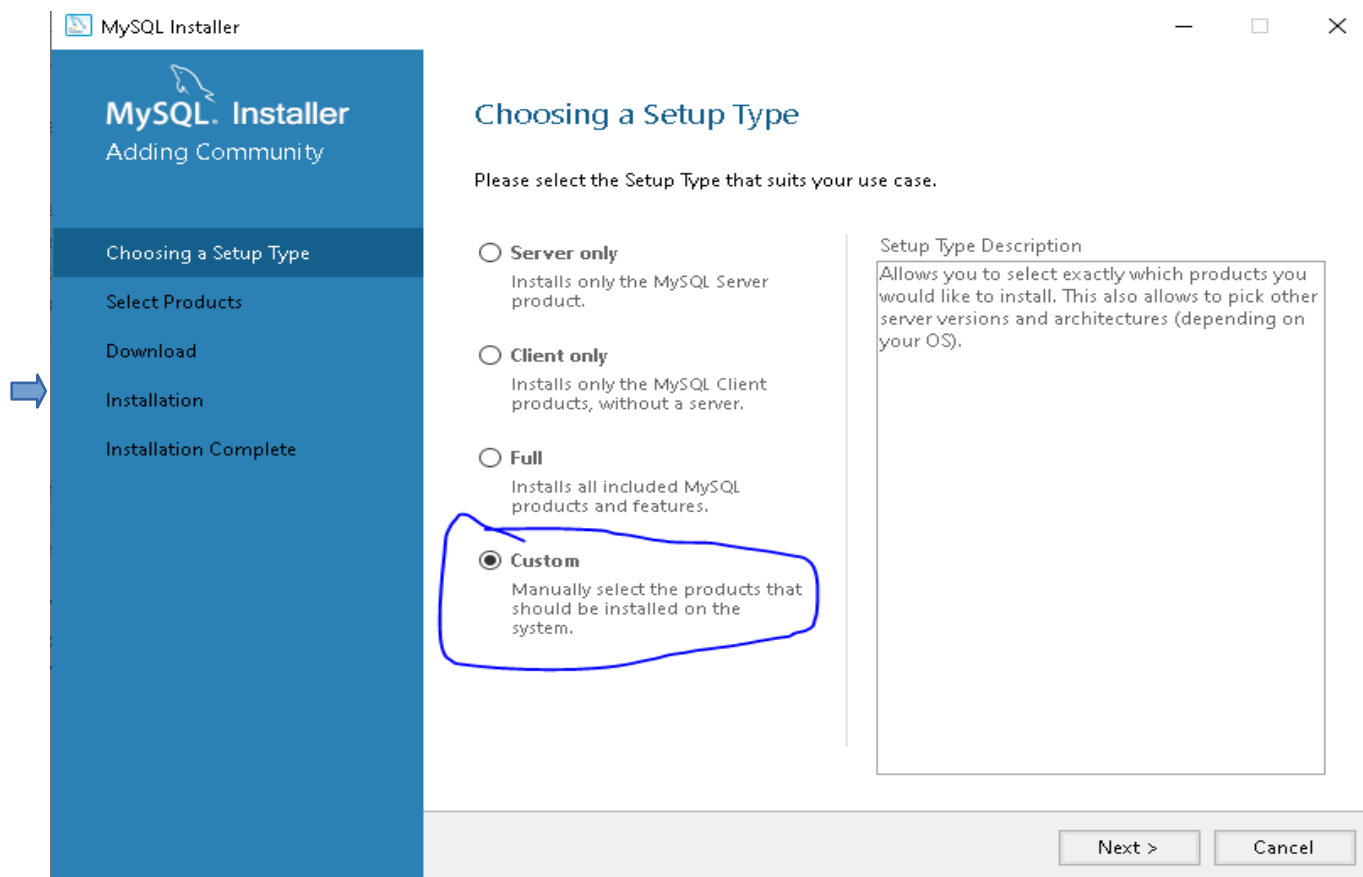 MySQL Installer
MySQL. Installer
Adding Community
Choosing a Setup Type
Select Products
Download
Installation
Installation Complete
Choosing a Setup Type
Please select the Setup Type that suits your use case.
Server only
Installs only the MySQL Server
product.
Client only
Installs only the MySQL Client
products, without a server.
Full
Installs all included MySQL
products and features.
Custom
Manually select the products that
should be installed on the
system.
Setup Type Description
Allows you to select exactly which products you
would like to install. This also allows to pick other
server versions and architectures (depending on
your OS).
Next >
Cancel